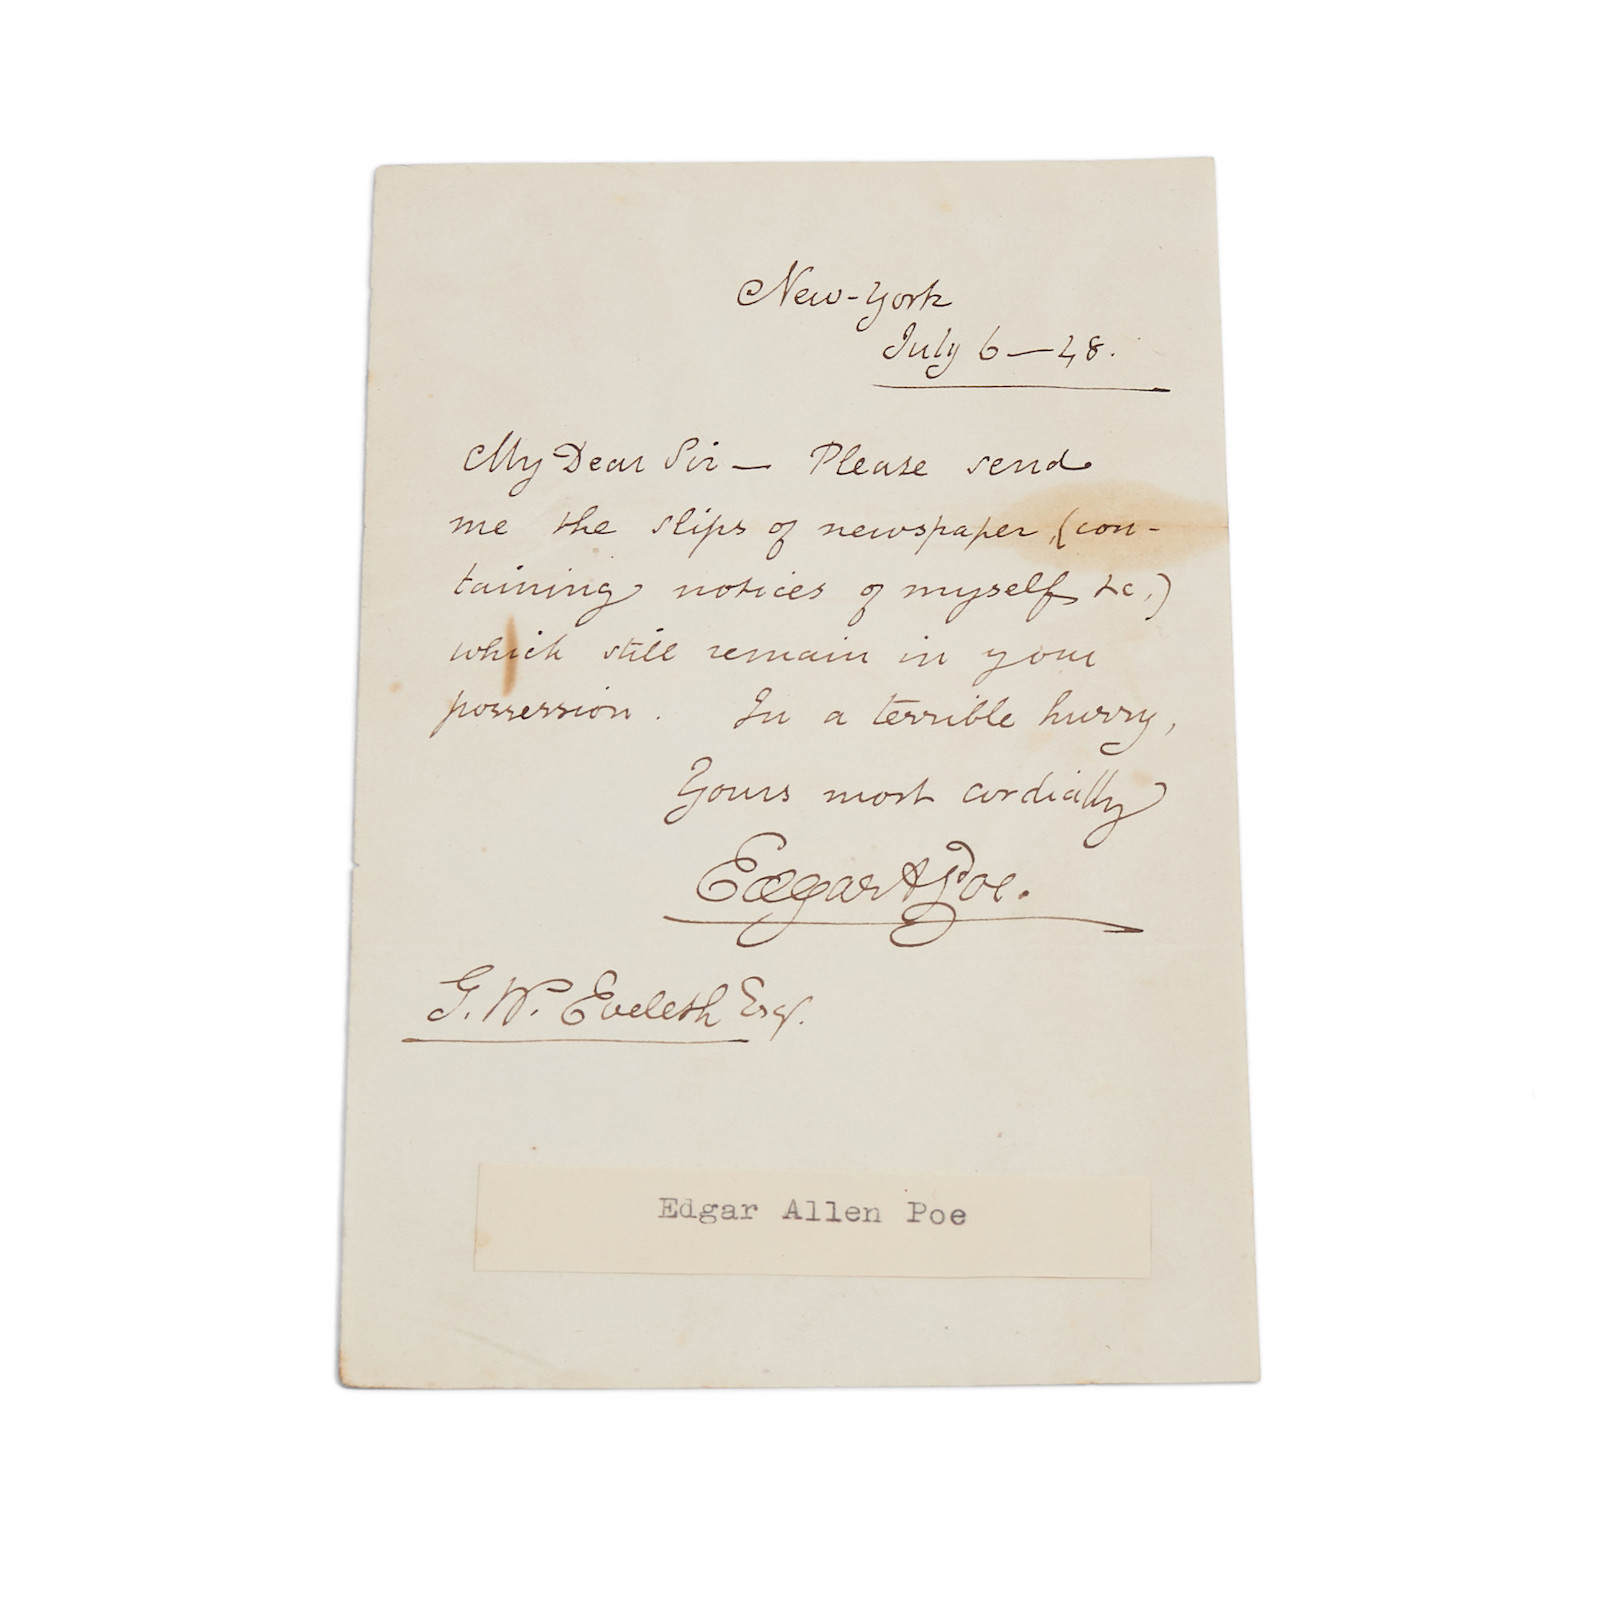 New-York
July 6—48.
My Dear Sir— Please send
me the slips of newspaper, (con-
taining notices of myself &c.)
which still remain in your
possession. In a terrible hurry,
Yours most cordially
Edgar A Poe.
G. W. Eveleth Esqr.
Edgar Allen Poe